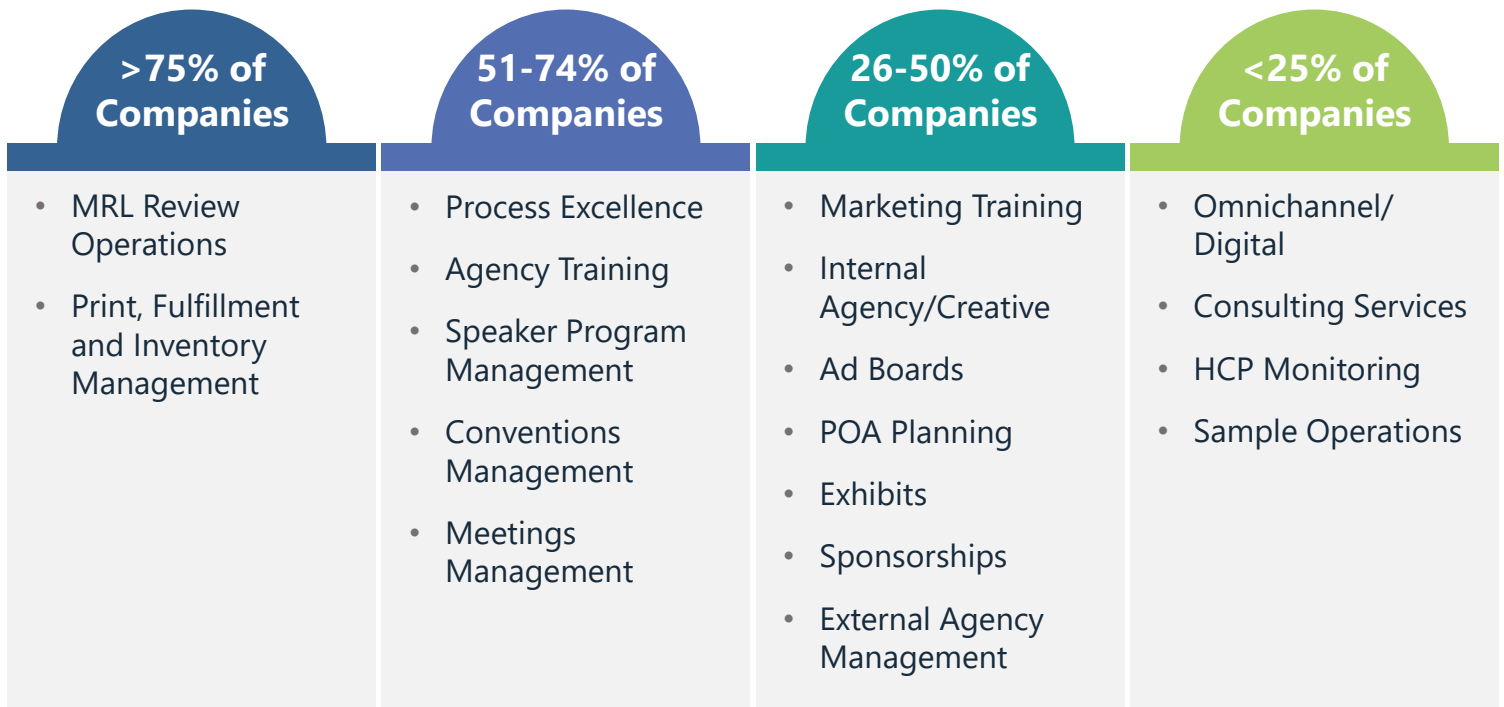 >75% of
Companies
• MRL Review
Operations
• Print, Fulfillment
and Inventory
Management
51-74% of
Companies
• Process Excellence
• Agency Training
• Speaker Program
Management
• Conventions
Management
• Meetings
Management
26-50% of
Companies
• Marketing Training
• Internal
Agency/Creative
• Ad Boards
• POA Planning
• Exhibits
• Sponsorships
• External Agency
Management
<25% of
Companies
• Omnichannel/
Digital
• Consulting Services
• HCP Monitoring
• Sample Operations